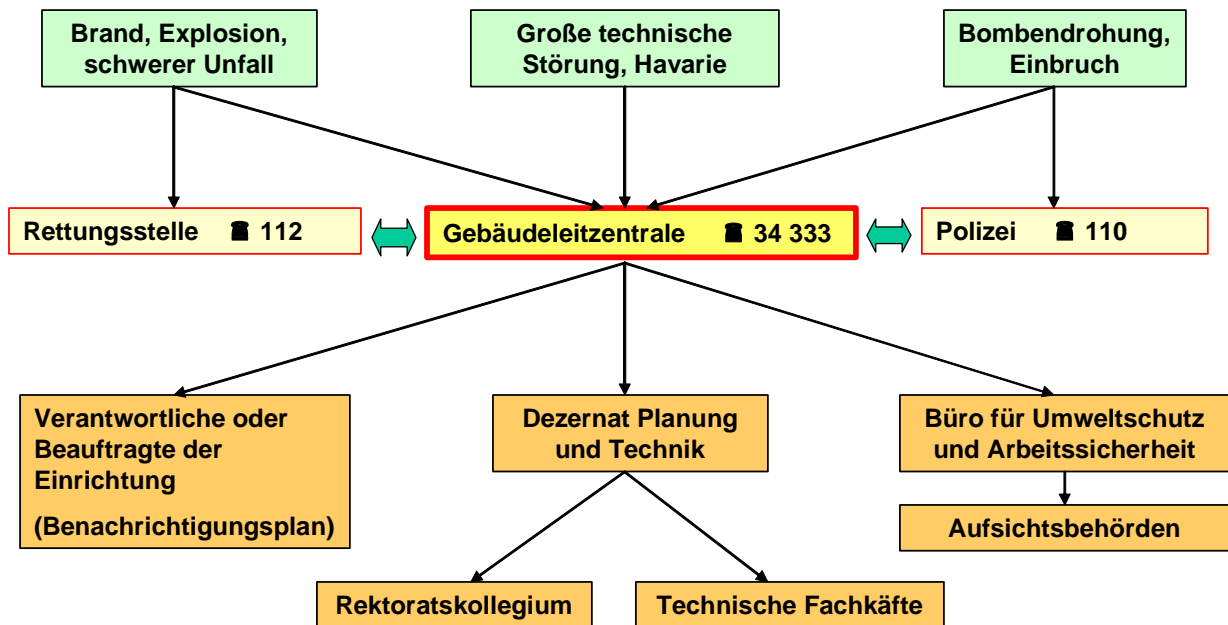 Brand, Explosion,
schwerer Unfall
Große technische
Störung, Havarie
Bombendrohung,
Einbruch
Rettungsstelle ☎ 112
Gebäudeleitzentrale ☎ 34 333
Polizei ☎ 110
Verantwortliche oder
Beauftragte der
Einrichtung
(Benachrichtigungsplan)
Dezernat Planung
und Technik
Büro für Umweltschutz
und Arbeitssicherheit
Aufsichtsbehörden
Rektoratskollegium
Technische Fachkäfte